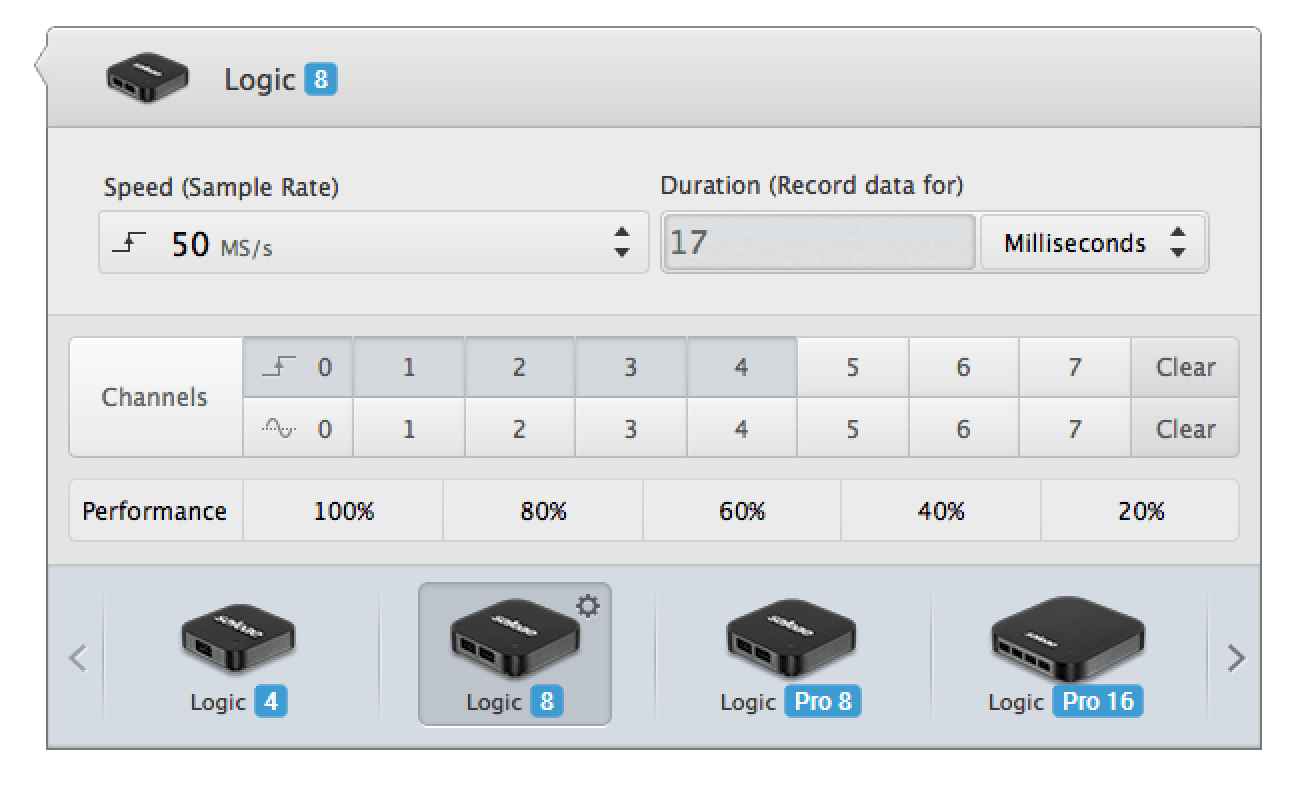 Logic 8
Speed (Sample Rate) Duration (Record data for)
50 MS/s 17 Milliseconds
Channels
0 1 2 3 4 5 6 7 Clear
0 1 2 3 4 5 6 7 Clear
Performance 100% 80% 60% 40% 20%
saleae saleae saleae saleae
Logic 4 Logic 8 Logic Pro 8 Logic Pro 16